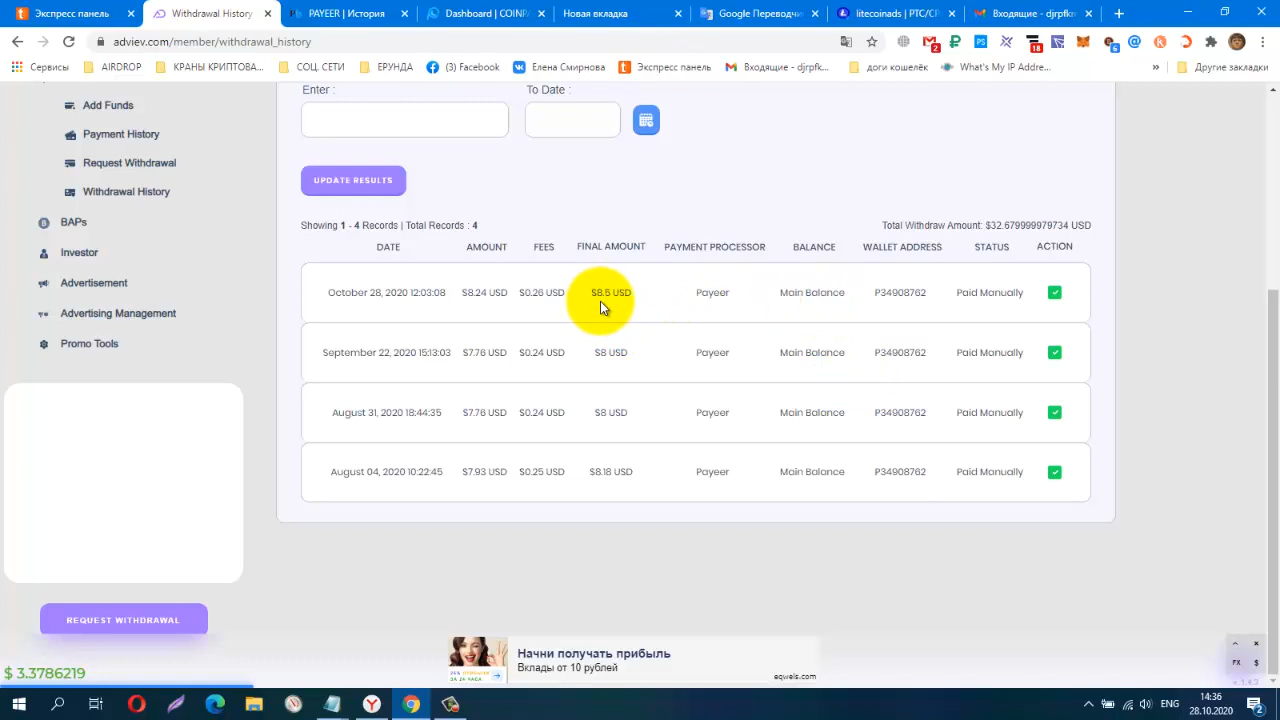 Экспресс панель
Withdrawal History
PAYEER | История
Dashboard | COINPA
Новая вкладка
Google Переводчи
litecoinads | PTC/CP
Входящие - djrpfkm
adviev.com/member/withdrawal_history
Сервисы
AIRDROP
КРАНЫ КРИПТОВА...
СОЦ. СЕТИ
ЕРУНДА
(3) Facebook
Елена Смирнова
Экспресс панель
Входящие - djrpfk...
доги кошелёк
What's My IP Addre...
»
Другие закладки
Add Funds
Payment History
Request Withdrawal
Withdrawal History
BAPs
Investor
Advertisement
Advertising Management
Promo Tools
REQUEST WITHDRAWAL
$ 3.3786219
Enter :
To Date :
UPDATE RESULTS
Showing 1 - 4 Records | Total Records : 4
Total Withdraw Amount: $32.679999979734 USD
DATE AMOUNT FEES FINAL AMOUNT PAYMENT PROCESSOR BALANCE WALLET ADDRESS STATUS ACTION
October 28, 2020 12:03:08 $8.24 USD $0.26 USD $8.5 USD Payeer Main Balance P34908762 Paid Manually
September 22, 2020 15:13:03 $7.76 USD $0.24 USD $8 USD Payeer Main Balance P34908762 Paid Manually
August 31, 2020 18:44:35 $7.76 USD $0.24 USD $8 USD Payeer Main Balance P34908762 Paid Manually
August 04, 2020 10:22:45 $7.93 USD $0.25 USD $8.18 USD Payeer Main Balance P34908762 Paid Manually
Начни получать прибыль
Вклады от 10 рублей
eqwels.com
FX $
ENG
14:36
28.10.2020